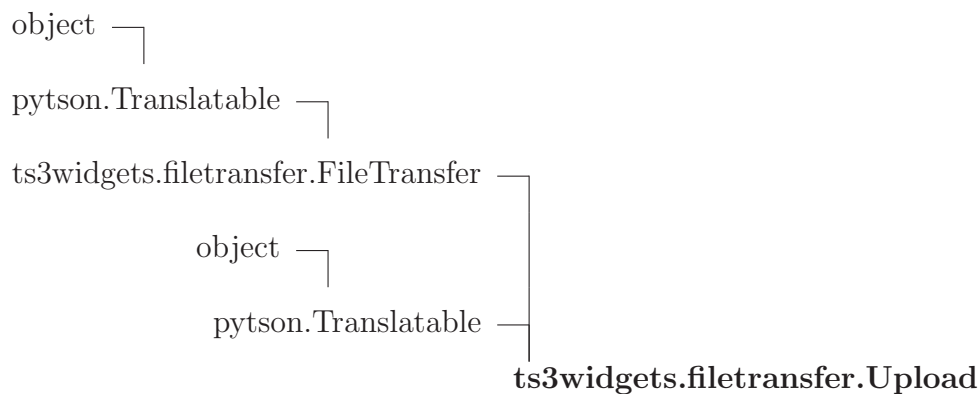 object
pytson.Translatable
ts3widgets.filetransfer.FileTransfer
object
pytson.Translatable
ts3widgets.filetransfer.Upload